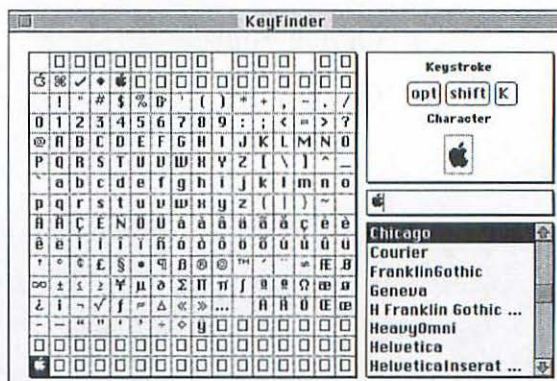 KeyFinder
! " # $ % & ' ( ) * + , - . /
0 1 2 3 4 5 6 7 8 9 : ; < = > ?
@ A B C D E F G H I J K L M N O
P Q R S T U V W X Y Z [ \ ] ^ _
` a b c d e f g h i j k l m n o
p q r s t u v w x y z { | } ~
Ä Å Ç É Ñ Ö Ü á à â ä ã å ç é è
ê ë í ì î ï ñ ó ò ô ö õ ú ù û ü
Keystroke
opt shift K
Character
Chicago
Courier
FranklinGothic
Geneva
H Franklin Gothic ...
HeavyOmni
Helvetica
HelveticaInserat ...